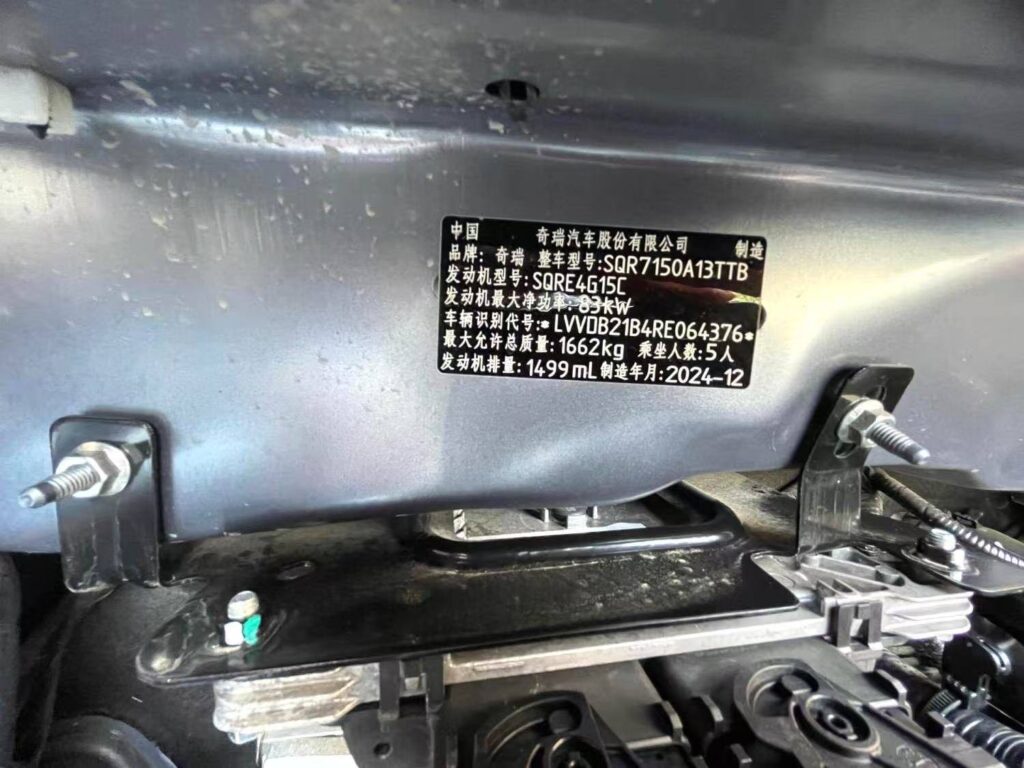 中国 奇瑞汽车股份有限公司 制造
品牌: 奇瑞 整车型号:SQR7150A13TTB
发动机型号:SQRE4G15C
发动机最大净功率: 83kW
车辆识别代号:*LVVDB21B4RE064376*
最大允许总质量:1662kg 乘坐人数:5人
发动机排量:1499mL 制造年月:2024-12